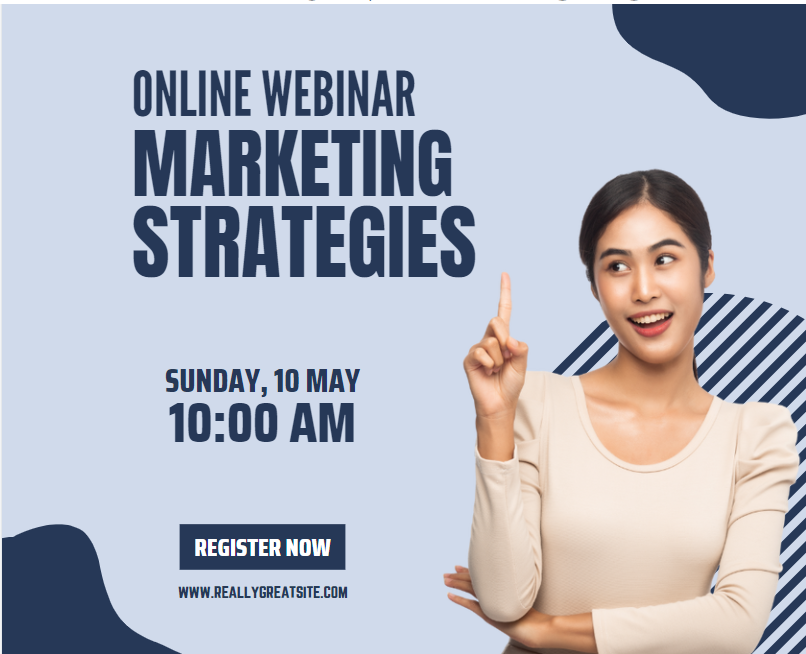 ONLINE WEBINAR
MARKETING
STRATEGIES
SUNDAY, 10 MAY
10:00 AM
REGISTER NOW
WWW.REALLYGREATSITE.COM